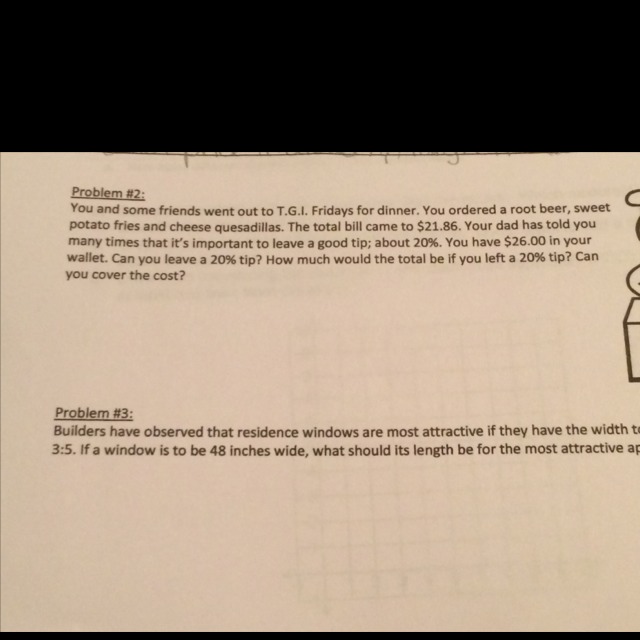 Problem #2:
You and some friends went out to T.G.I. Fridays for dinner. You ordered a root beer, sweet
potato fries and cheese quesadillas. The total bill came to $21.86. Your dad has told you
many times that it's important to leave a good tip; about 20%. You have $26.00 in your
wallet. Can you leave a 20% tip? How much would the total be if you left a 20% tip? Can
you cover the cost?
Problem #3:
Builders have observed that residence windows are most attractive if they have the width
3:5. If a window is to be 48 inches wide, what should its length be for the most attractive